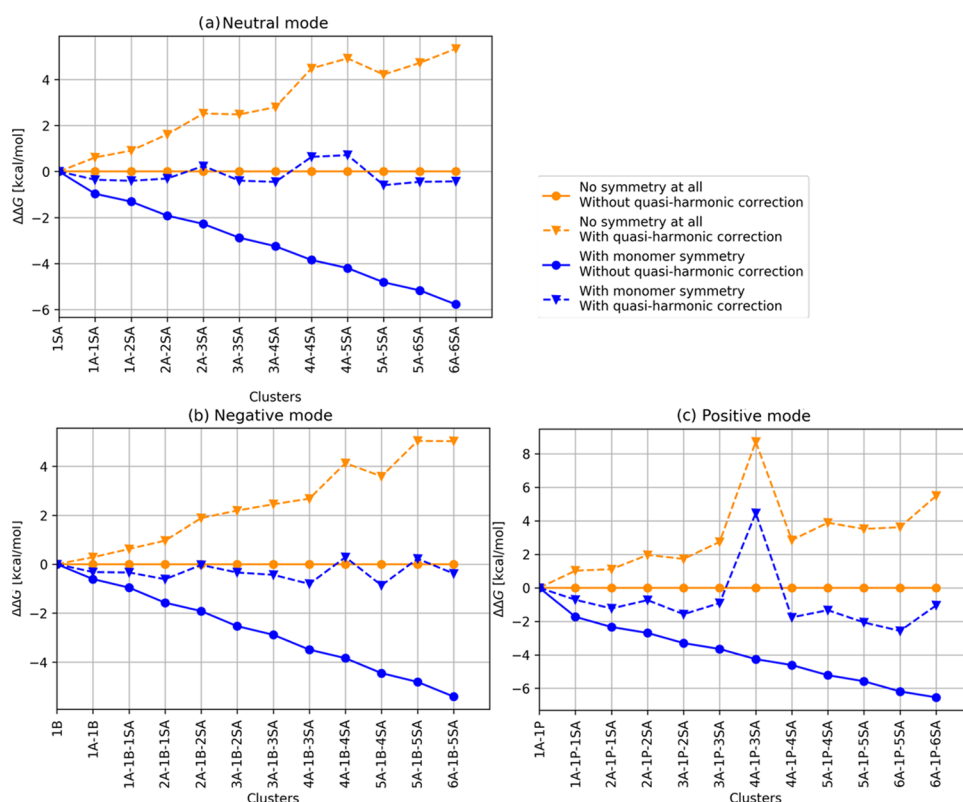 (a) Neutral mode
4
2
0
−2
−4
−6
ΔΔG [kcal/mol]
1SA
1A-1SA
1A-2SA
2A-2SA
2A-3SA
3A-3SA
3A-4SA
4A-4SA
4A-5SA
5A-5SA
5A-6SA
6A-6SA
Clusters
No symmetry at all
Without quasi-harmonic correction
No symmetry at all
With quasi-harmonic correction
With monomer symmetry
Without quasi-harmonic correction
With monomer symmetry
With quasi-harmonic correction
(b) Negative mode
4
2
0
−2
−4
ΔΔG [kcal/mol]
1B
1A-1B
1A-1B-1SA
2A-1B-1SA
2A-1B-2SA
3A-1B-2SA
3A-1B-3SA
4A-1B-3SA
4A-1B-4SA
5A-1B-4SA
5A-1B-5SA
6A-1B-5SA
Clusters
(c) Positive mode
8
6
4
2
0
−2
−4
−6
ΔΔG [kcal/mol]
1A-1P
1A-1P-1SA
2A-1P-1SA
2A-1P-2SA
3A-1P-2SA
3A-1P-3SA
4A-1P-3SA
4A-1P-4SA
5A-1P-4SA
5A-1P-5SA
6A-1P-5SA
6A-1P-6SA
Clusters